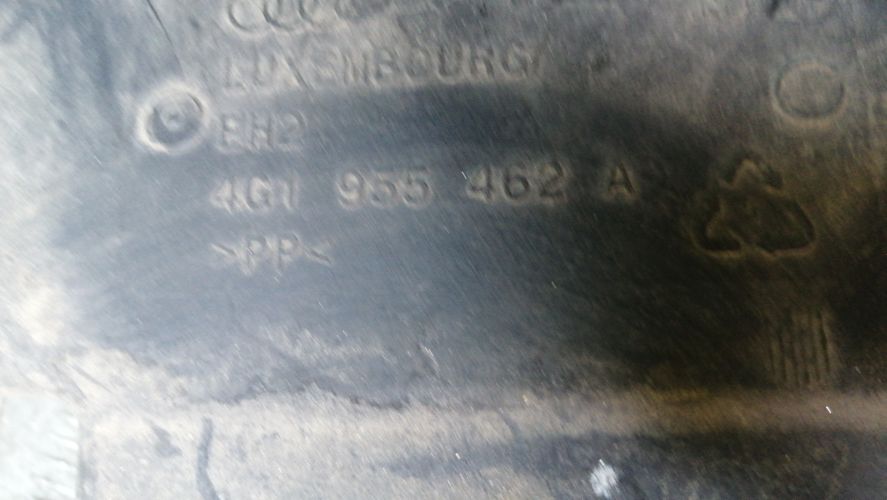 LUXEMBOURG
EH2
4G1 955 462 A
>PP<